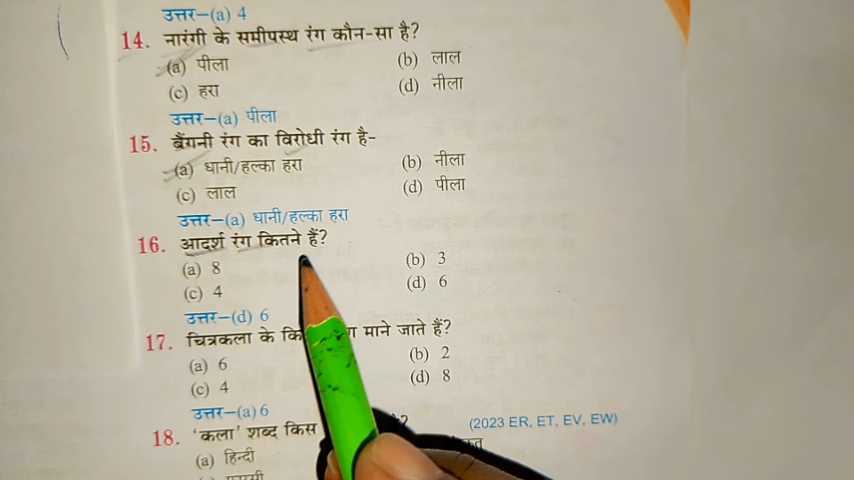 उत्तर–(a) 4
14. नारंगी के समीपस्थ रंग कौन-सा है?
(a) पीला (b) लाल
(c) हरा (d) नीला
उत्तर–(a) पीला
15. बैंगनी रंग का विरोधी रंग है-
(a) धानी/हल्का हरा (b) नीला
(c) लाल (d) पीला
उत्तर–(a) धानी/हल्का हरा
16. आदर्श रंग कितने हैं?
(a) 8 (b) 3
(c) 4 (d) 6
उत्तर–(d) 6
17. चित्रकला के माने जाते हैं?
(a) 6 (b) 2
(c) 4 (d) 8
उत्तर–(a) 6
18. 'कला' शब्द किस (2023 ER, ET, EV, EW)
(a) हिन्दी